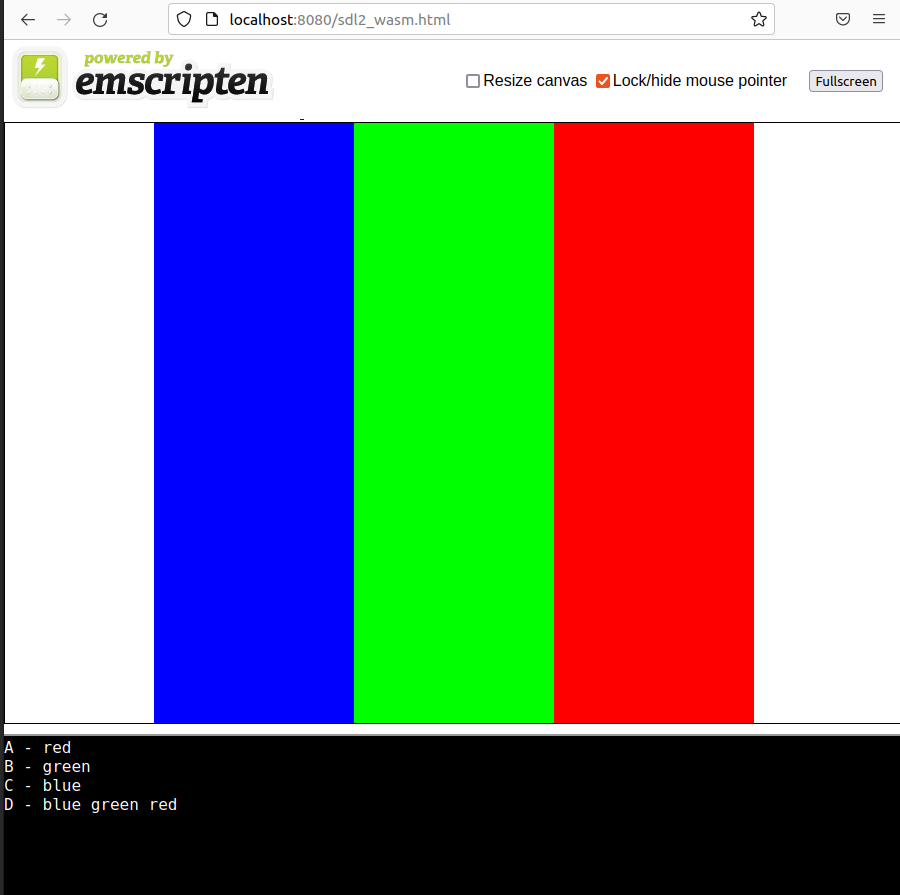 localhost:8080/sdl2_wasm.html
powered by
emscripten
Resize canvas Lock/hide mouse pointer Fullscreen
A - red
B - green
C - blue
D - blue green red